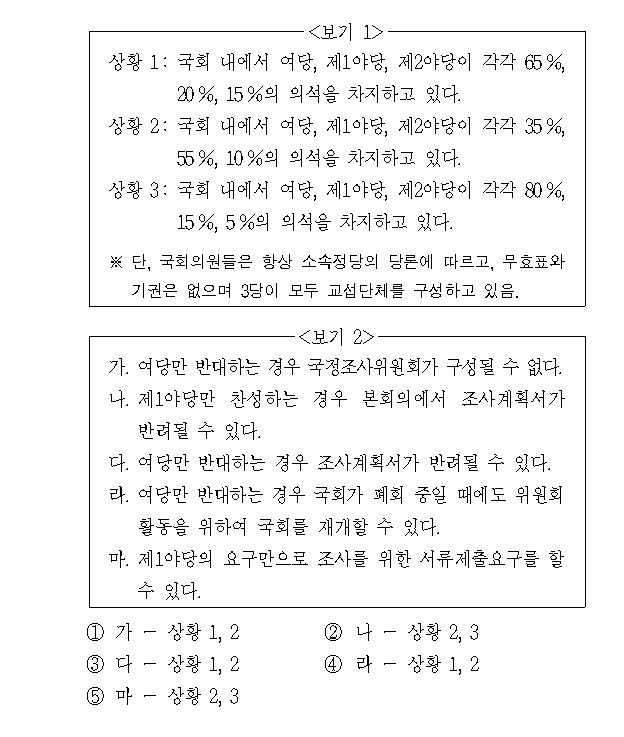 <보기 1>
상황 1 : 국회 내에서 여당, 제1야당, 제2야당이 각각 65%,
20%, 15%의 의석을 차지하고 있다.
상황 2 : 국회 내에서 여당, 제1야당, 제2야당이 각각 35%,
55%, 10%의 의석을 차지하고 있다.
상황 3 : 국회 내에서 여당, 제1야당, 제2야당이 각각 80%,
15%, 5%의 의석을 차지하고 있다.
※ 단, 국회의원들은 항상 소속정당의 당론에 따르고, 무효표와
기권은 없으며 3당이 모두 교섭단체를 구성하고 있음.
<보기 2>
가. 여당만 반대하는 경우 국정조사위원회가 구성될 수 없다.
나. 제1야당만 찬성하는 경우 본회의에서 조사계획서가
반려될 수 있다.
다. 여당만 반대하는 경우 조사계획서가 반려될 수 있다.
라. 여당만 반대하는 경우 국회가 폐회 중일 때에도 위원회
활동을 위하여 국회를 재개할 수 있다.
마. 제1야당의 요구만으로 조사를 위한 서류제출요구를 할
수 있다.
① 가 - 상황 1, 2 ② 나 - 상황 2, 3
③ 다 - 상황 1, 2 ④ 라 - 상황 1, 2
⑤ 마 - 상황 2, 3